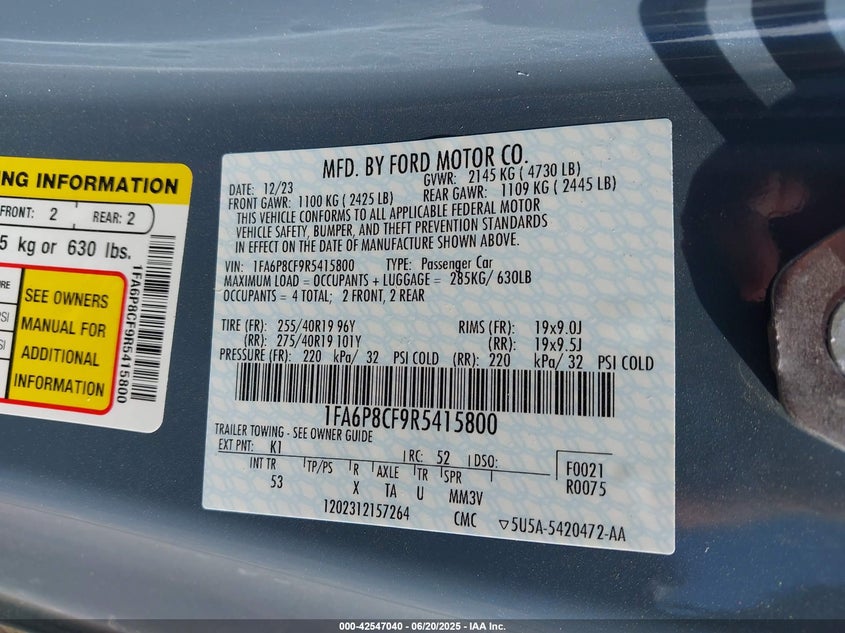 NG INFORMATION
FRONT: 2 REAR: 2
5 kg or 630 lbs.
SEE OWNERS
MANUAL FOR
ADDITIONAL
INFORMATION
1FA6P8CF9R5415800
MFD. BY FORD MOTOR CO.
DATE: 12/23 GVWR: 2145 KG ( 4730 LB)
FRONT GAWR: 1100 KG ( 2425 LB) REAR GAWR: 1109 KG ( 2445 LB)
THIS VEHICLE CONFORMS TO ALL APPLICABLE FEDERAL MOTOR
VEHICLE SAFETY, BUMPER, AND THEFT PREVENTION STANDARDS
IN EFFECT ON THE DATE OF MANUFACTURE SHOWN ABOVE.
VIN: 1FA6P8CF9R5415800 TYPE: Passenger Car
MAXIMUM LOAD = OCCUPANTS + LUGGAGE = 285KG/ 630LB
OCCUPANTS = 4 TOTAL; 2 FRONT, 2 REAR
TIRE (FR): 255/40R19 96Y RIMS (FR): 19x9.0J
(RR): 275/40R19 101Y (RR): 19x9.5J
PRESSURE (FR): 220 kPa/ 32 PSI COLD (RR): 220 kPa/ 32 PSI COLD
1FA6P8CF9R5415800
TRAILER TOWING - SEE OWNER GUIDE
EXT PNT: K1 RC: 52 DSO: F0021
INT TR TP/PS R AXLE TR SPR R0075
53 X TA U MM3V
1202312157264 CMC ▽5U5A-5420472-AA
000-42547040 - 06/20/2025 - IAA Inc.